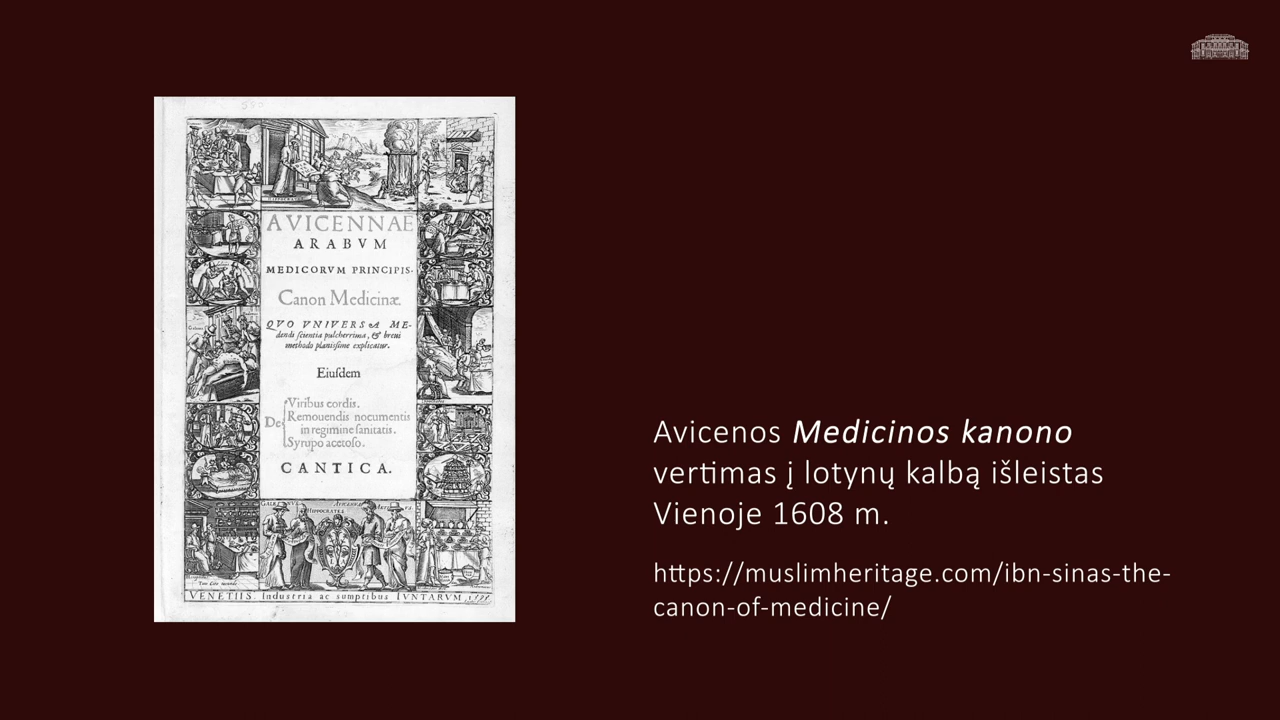 AVICENNAE
ARABVM
MEDICORVM PRINCIPIS.
Canon Medicinæ.
QVO VNIVERSA ME-
dendi scientia pulcherrima, & breui
methodo planissime explicatur.
Eiusdem
De
Viribus cordis.
Remouendis nocumentis
in regimine sanitatis.
Syrupo acetoso.
CANTICA.
HIPPOCRATES
VENETIIS. Industria ac sumptibus IVNTARVM
Avicenos Medicinos kanono
vertimas į lotynų kalbą išleistas
Vienoje 1608 m.
https://muslimheritage.com/ibn-sinas-the-
canon-of-medicine/